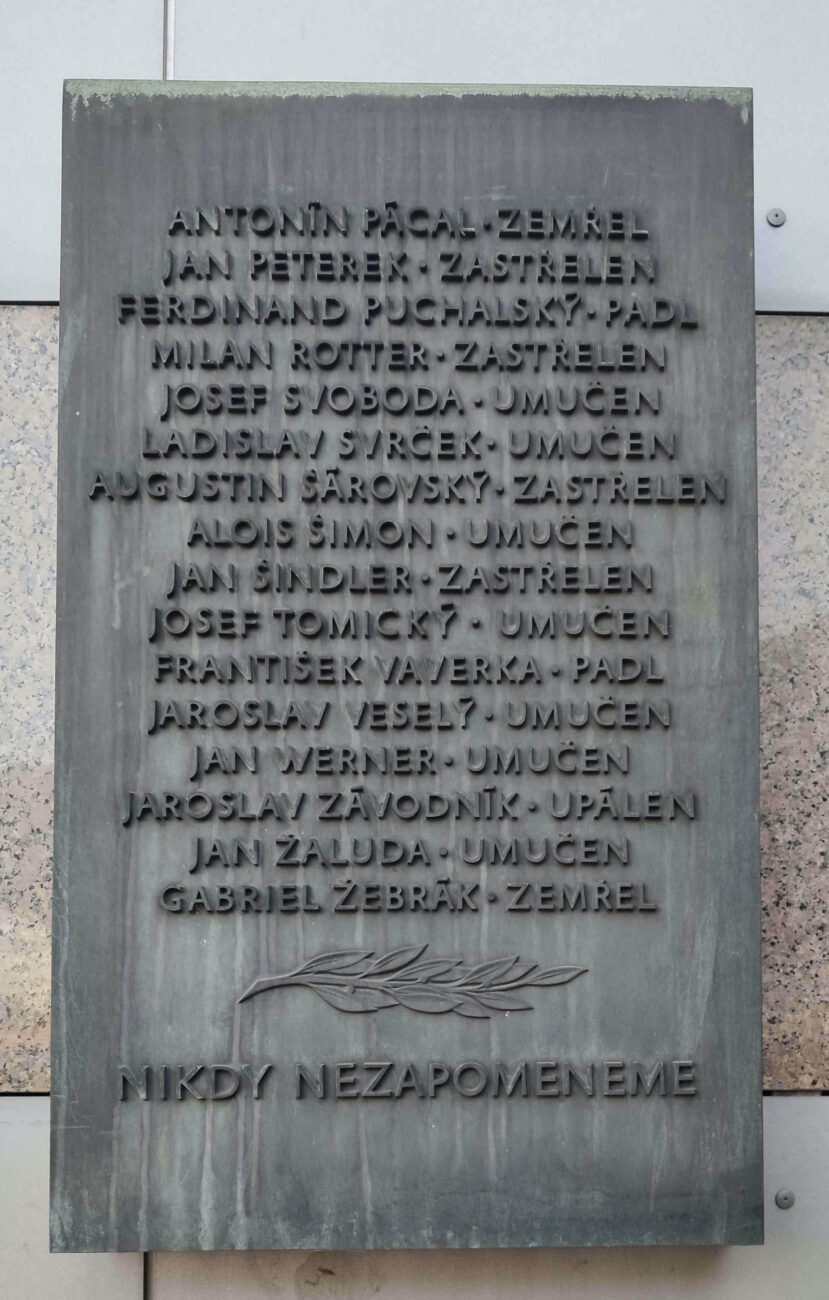 ANTONÍN PÁCAL · ZEMŘEL
JAN PETEREK · ZASTŘELEN
FERDINAND PUCHALSKÝ · PADL
MILAN ROTTER · ZASTŘELEN
JOSEF SVOBODA · UMUČEN
LADISLAV SVRČEK · UMUČEN
AUGUSTIN ŠÁROVSKÝ · ZASTŘELEN
ALOIS ŠIMON · UMUČEN
JAN ŠINDLER · ZASTŘELEN
JOSEF TOMICKÝ · UMUČEN
FRANTIŠEK VAVERKA · PADL
JAROSLAV VESELÝ · UMUČEN
JAN WERNER · UMUČEN
JAROSLAV ZÁVODNÍK · UPÁLEN
JAN ŽALUDA · UMUČEN
GABRIEL ŽEBRÁK · ZEMŘEL
NIKDY NEZAPOMENEME